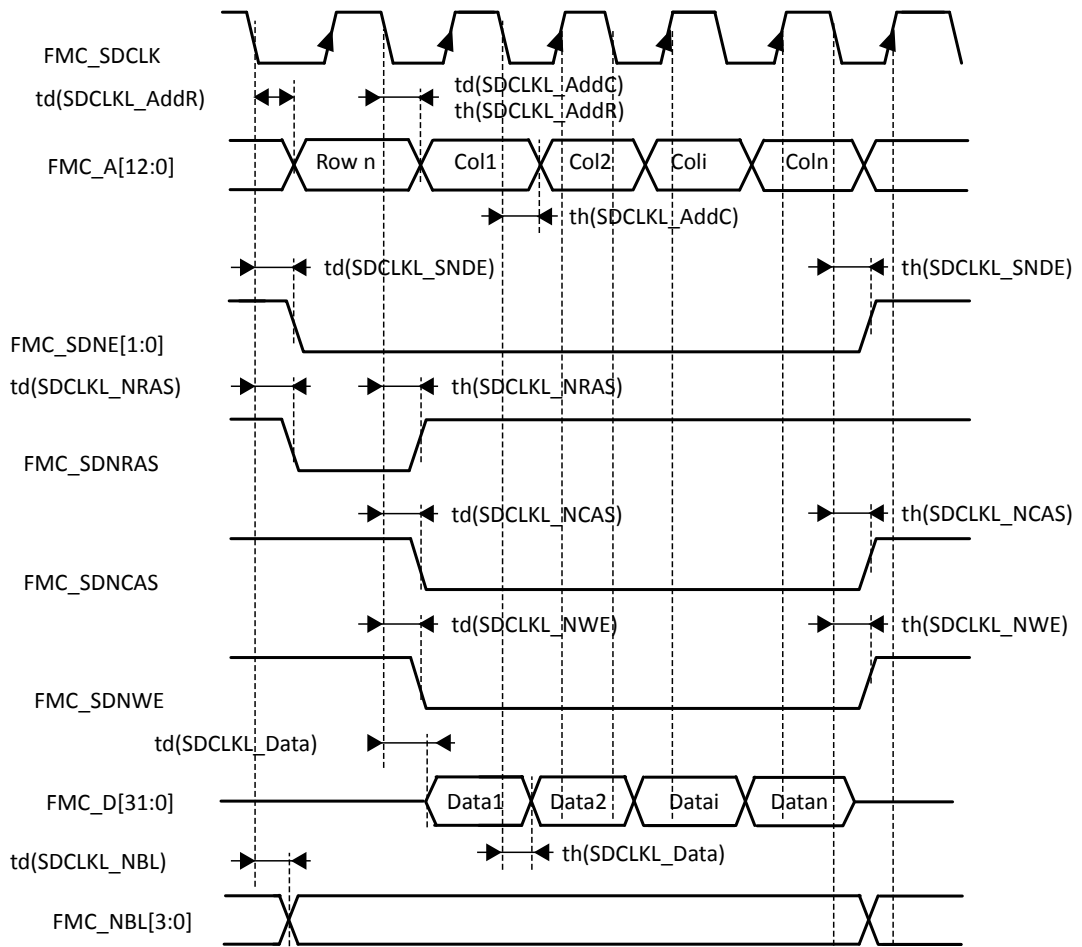 FMC_SDCLK
td(SDCLKL_AddR)
td(SDCLKL_AddC)
th(SDCLKL_AddR)
FMC_A[12:0]
Row n
Col1
Col2
Coli
Coln
th(SDCLKL_AddC)
td(SDCLKL_SNDE)
th(SDCLKL_SNDE)
FMC_SDNE[1:0]
td(SDCLKL_NRAS)
th(SDCLKL_NRAS)
FMC_SDNRAS
td(SDCLKL_NCAS)
th(SDCLKL_NCAS)
FMC_SDNCAS
td(SDCLKL_NWE)
th(SDCLKL_NWE)
FMC_SDNWE
td(SDCLKL_Data)
FMC_D[31:0]
Data1
Data2
Datai
Datan
td(SDCLKL_NBL)
th(SDCLKL_Data)
FMC_NBL[3:0]